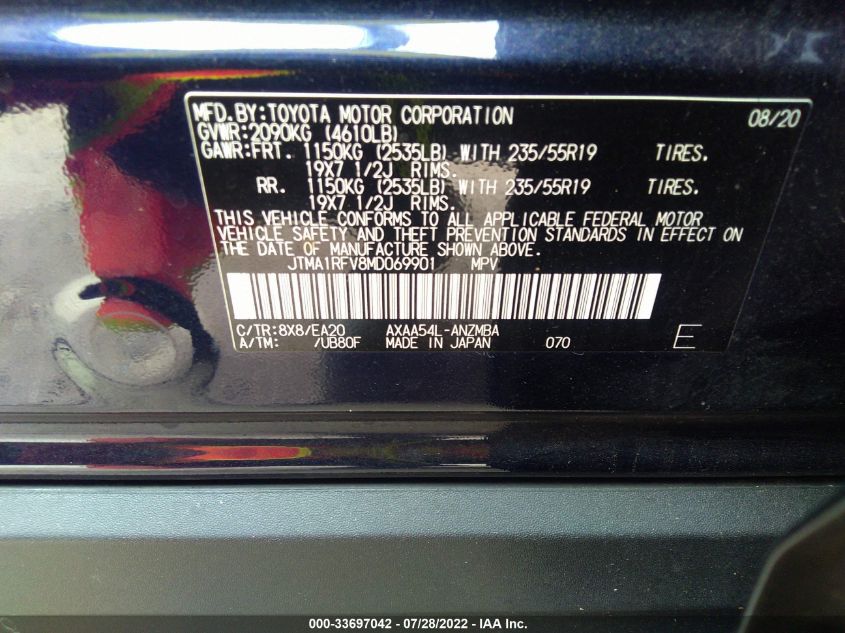 MFD.BY:TOYOTA MOTOR CORPORATION 08/20
GVWR:2090KG (4610LB)
GAWR:FRT. 1150KG (2535LB) WITH 235/55R19 TIRES.
19X7 1/2J RIMS.
RR. 1150KG (2535LB) WITH 235/55R19 TIRES.
19X7 1/2J RIMS.
THIS VEHICLE CONFORMS TO ALL APPLICABLE FEDERAL MOTOR
VEHICLE SAFETY AND THEFT PREVENTION STANDARDS IN EFFECT ON
THE DATE OF MANUFACTURE SHOWN ABOVE.
JTMA1RFV8MD069901 MPV
C/TR:8X8/EA20 AXAA54L-ANZMBA
A/TM: /UB80F MADE IN JAPAN 070 E
000-33697042 - 07/28/2022 - IAA Inc.